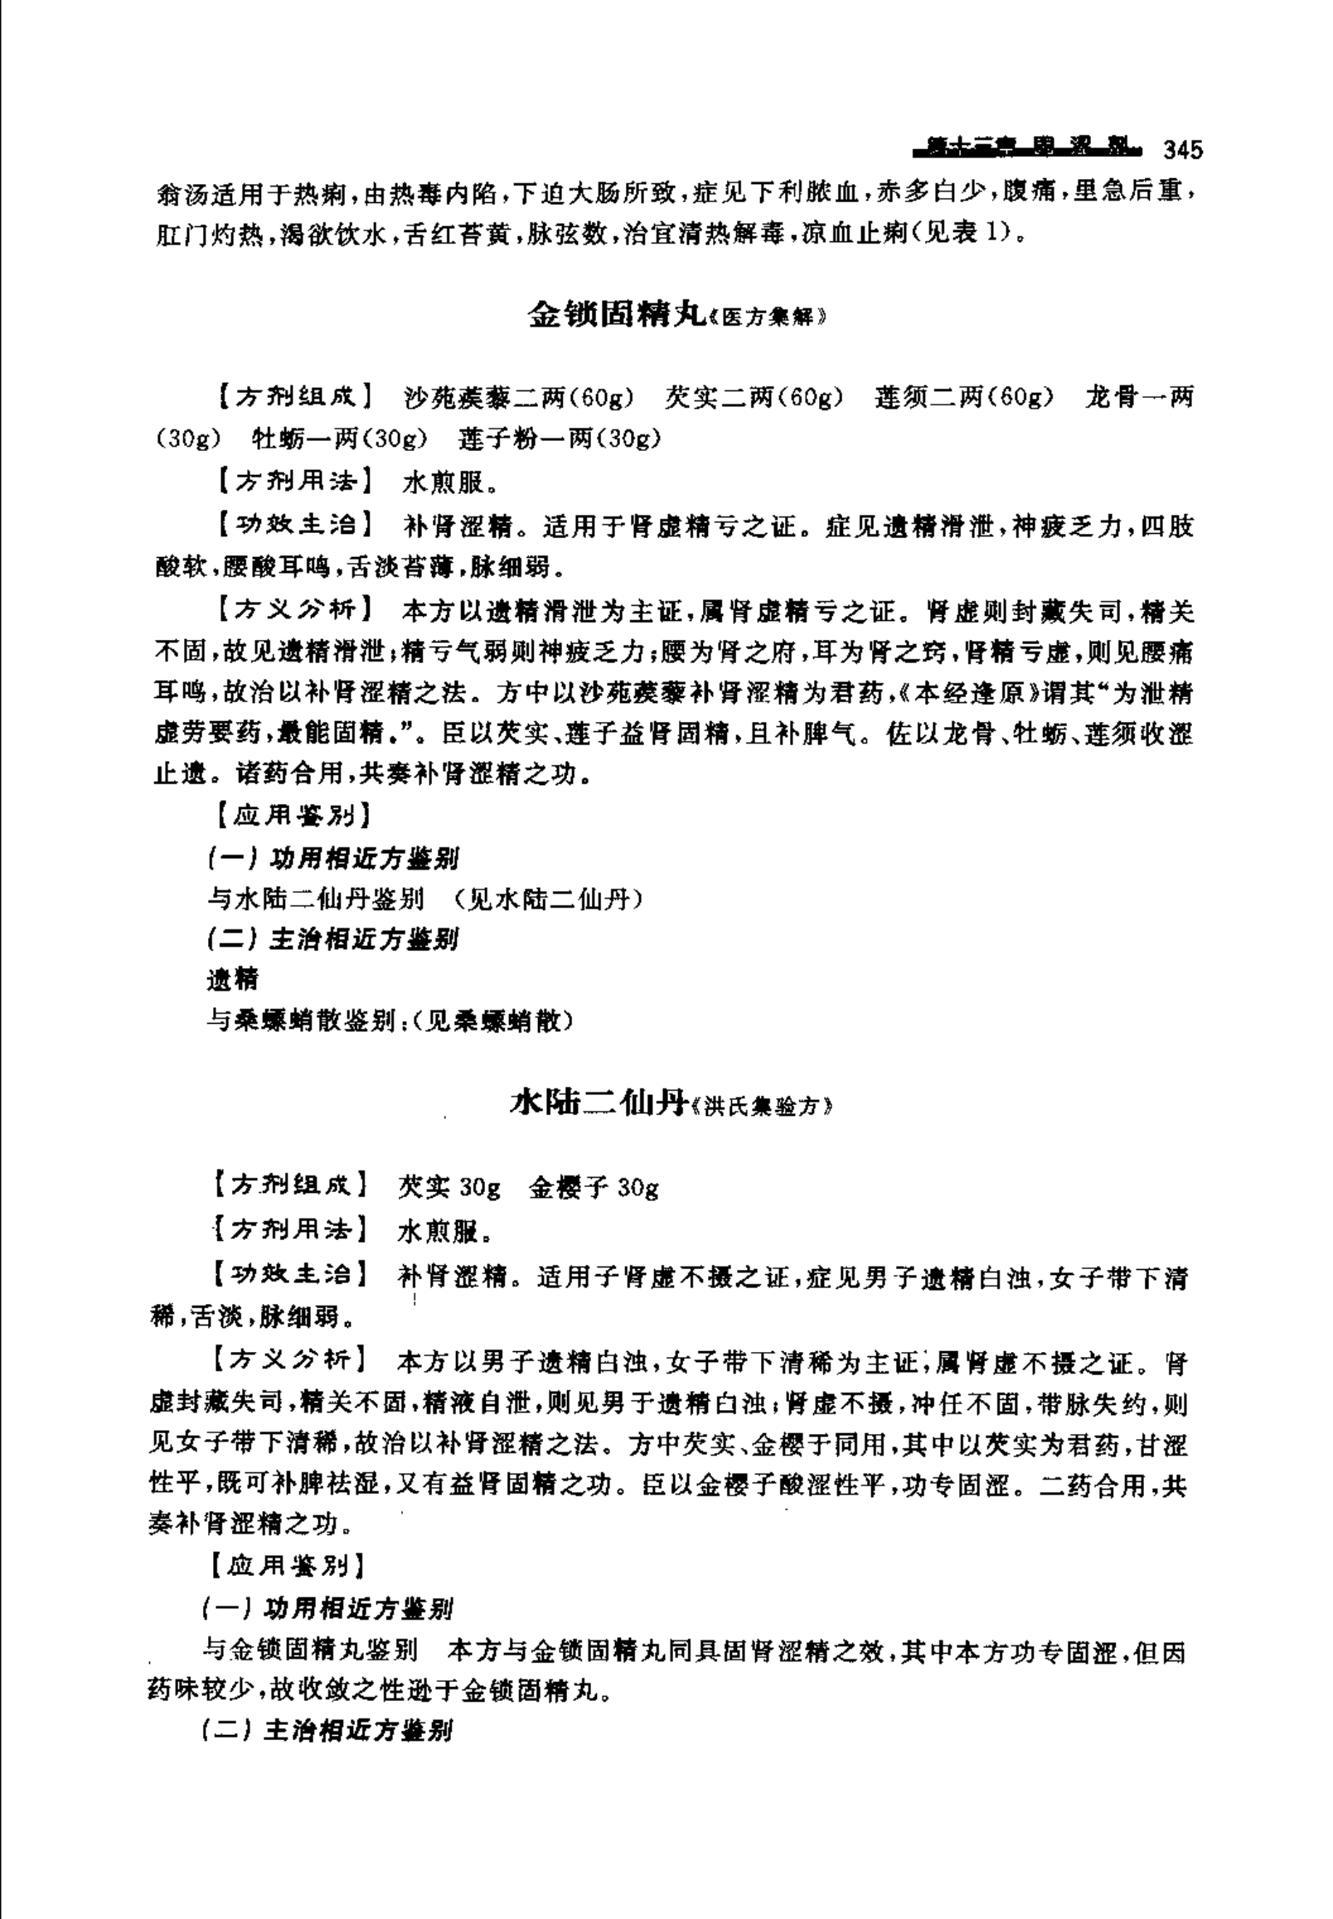 第十三章 固涩剂 345
翁汤适用于热痢，由热毒内陷，下迫大肠所致，症见下利脓血，赤多白少，腹痛，里急后重，
肛门灼热，渴欲饮水，舌红苔黄，脉弦数，治宜清热解毒，凉血止痢（见表1）。
金锁固精丸《医方集解》
【方剂组成】 沙苑蒺藜二两（60g） 芡实二两（60g） 莲须二两（60g） 龙骨一两
（30g） 牡蛎一两（30g） 莲子粉一两（30g）
【方剂用法】 水煎服。
【功效主治】 补肾涩精。适用于肾虚精亏之证。症见遗精滑泄，神疲乏力，四肢
酸软，腰酸耳鸣，舌淡苔薄，脉细弱。
【方义分析】 本方以遗精滑泄为主证，属肾虚精亏之证。肾虚则封藏失司，精关
不固，故见遗精滑泄；精亏气弱则神疲乏力；腰为肾之府，耳为肾之窍，肾精亏虚，则见腰痛
耳鸣，故治以补肾涩精之法。方中以沙苑蒺藜补肾涩精为君药，《本经逢原》谓其“为泄精
虚劳要药，最能固精．”。臣以芡实、莲子益肾固精，且补脾气。佐以龙骨、牡蛎、莲须收涩
止遗。诸药合用，共奏补肾涩精之功。
【应用鉴别】
（一）功用相近方鉴别
与水陆二仙丹鉴别 （见水陆二仙丹）
（二）主治相近方鉴别
遗精
与桑螵蛸散鉴别：（见桑螵蛸散）
水陆二仙丹《洪氏集验方》
【方剂组成】 芡实30g 金樱子30g
【方剂用法】 水煎服。
【功效主治】 补肾涩精。适用子肾虚不摄之证，症见男子遗精白浊，女子带下清
稀，舌淡，脉细弱。
【方义分析】 本方以男子遗精白浊，女子带下清稀为主证，属肾虚不摄之证。肾
虚封藏失司，精关不固，精液自泄，则见男于遗精白浊；肾虚不摄，冲任不固，带脉失约，则
见女子带下清稀，故治以补肾涩精之法。方中芡实、金樱于同用，其中以芡实为君药，甘涩
性平，既可补脾祛湿，又有益肾固精之功。臣以金樱子酸涩性平，功专固涩。二药合用，共
奏补肾涩精之功。
【应用鉴别】
（一）功用相近方鉴别
与金锁固精丸鉴别 本方与金锁固精丸同具固肾涩精之效，其中本方功专固涩，但因
药味较少，故收敛之性逊于金锁固精丸。
（二）主治相近方鉴别